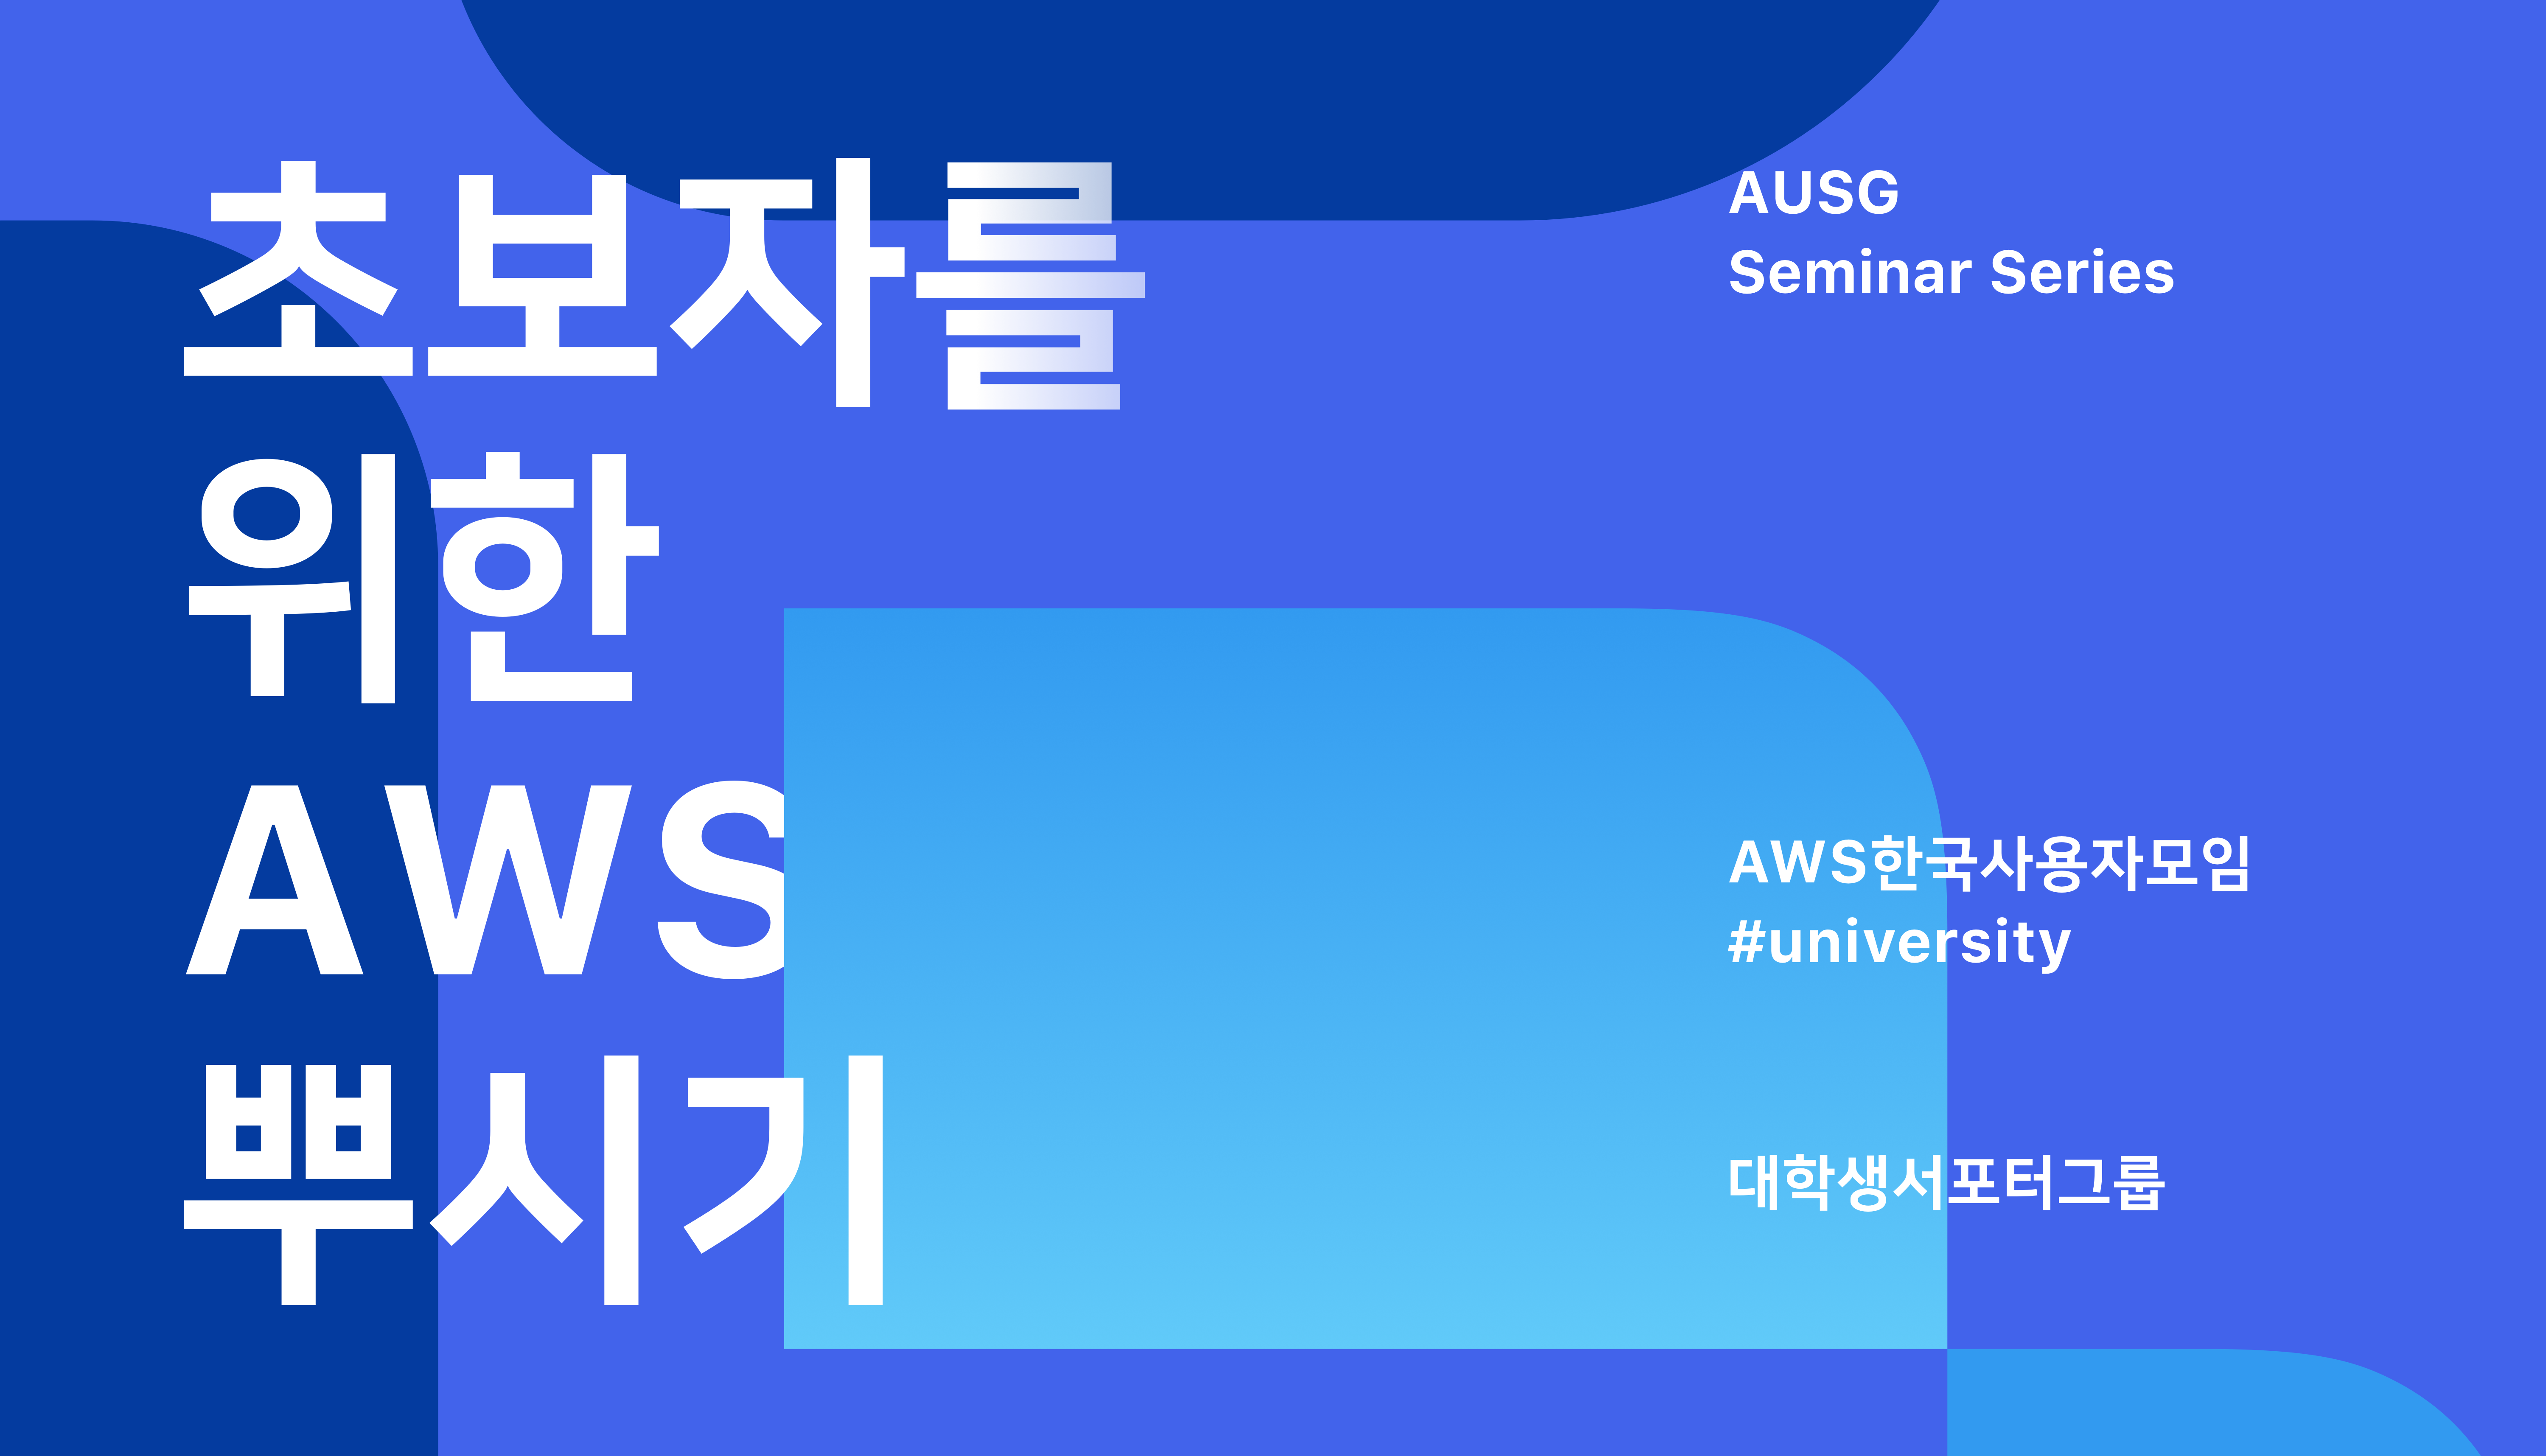 초보자를
위한
AWS
뿌시기
AUSG
Seminar Series
AWS한국사용자모임
#university
대학생서포터그룹